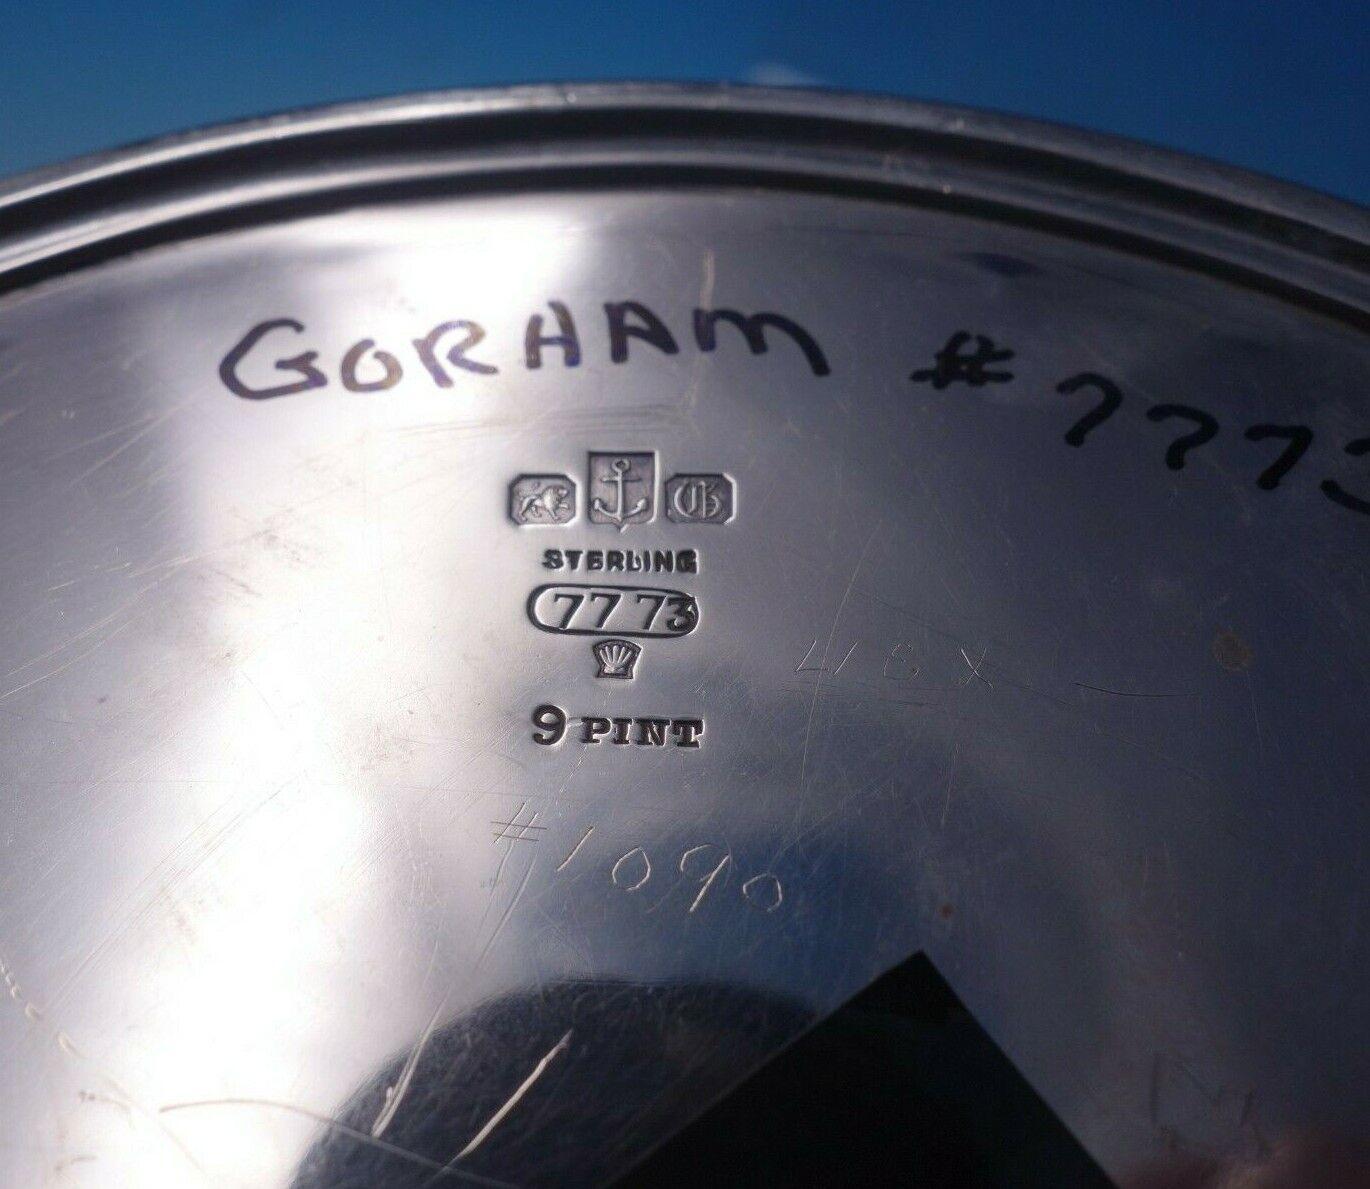 GORHAM # 7773
G
STERLING
7773
9 PINT
#1090